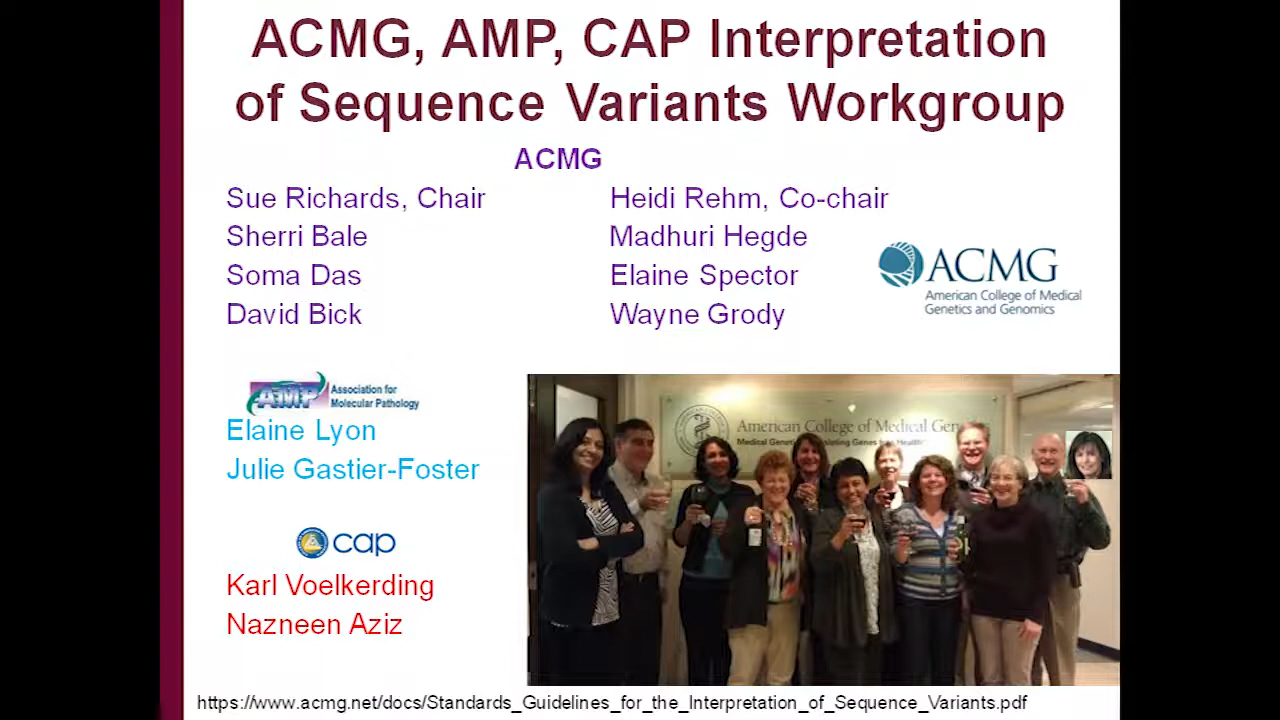 ACMG, AMP, CAP Interpretation
of Sequence Variants Workgroup
ACMG
Sue Richards, Chair
Heidi Rehm, Co-chair
Sherri Bale
Madhuri Hegde
Soma Das
Elaine Spector
David Bick
Wayne Grody
ACMG
American College of Medical
Genetics and Genomics
AMP
Association for
Molecular Pathology
Elaine Lyon
Julie Gastier-Foster
cap
Karl Voelkerding
Nazneen Aziz
American College of Medical
https://www.acmg.net/docs/Standards_Guidelines_for_the_Interpretation_of_Sequence_Variants.pdf